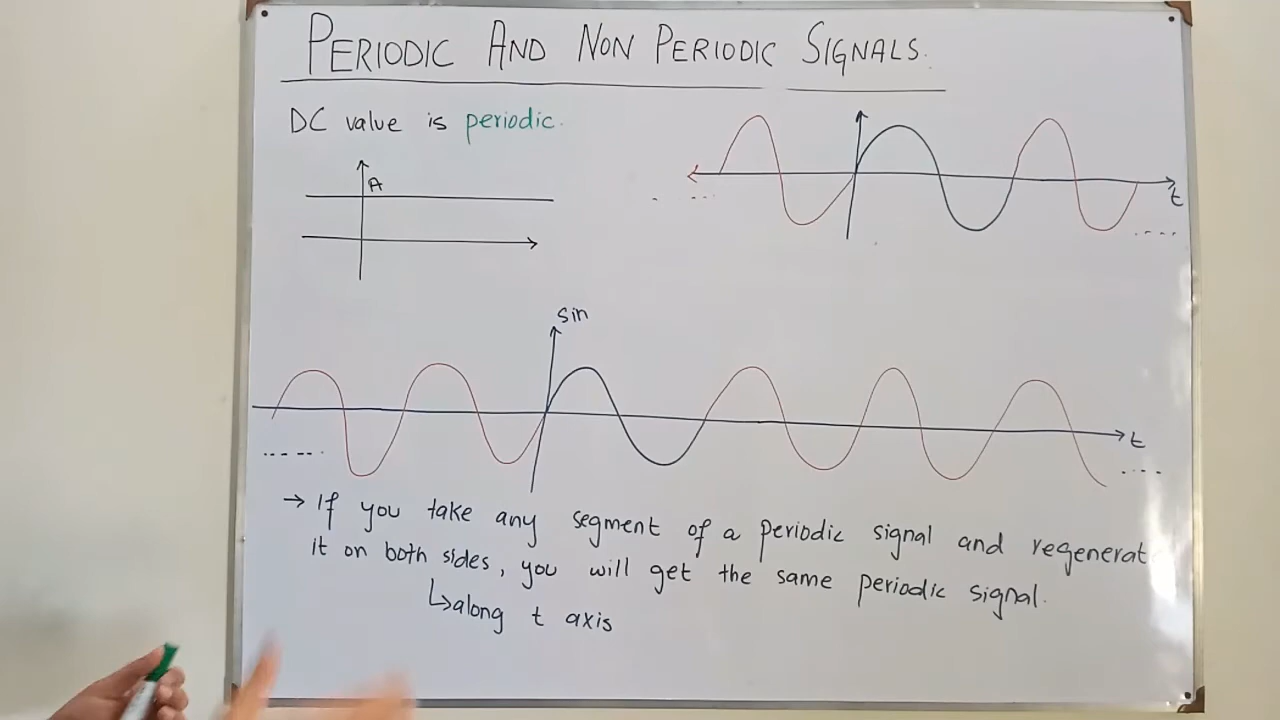 PERIODIC AND NON PERIODIC SIGNALS.
DC value is periodic.
A
t
. ...
....
Sin
t
.....
....
→ If you take any segment of a periodic signal and regenerate
it on both sides, you will get the same periodic signal.
↳ along t axis